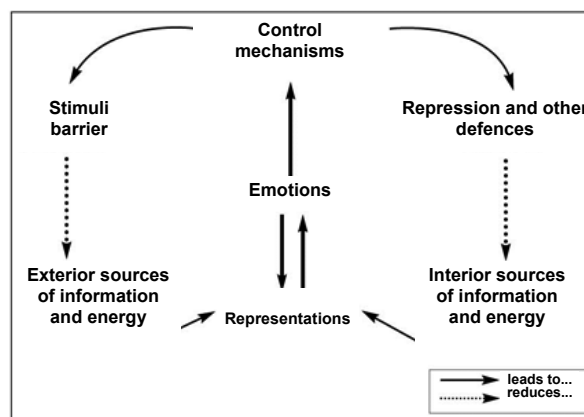 Control
mechanisms
Stimuli
barrier
Repression and other
defences
Emotions
Exterior sources
of information
and energy
Interior sources
of information
and energy
Representations
leads to...
reduces...